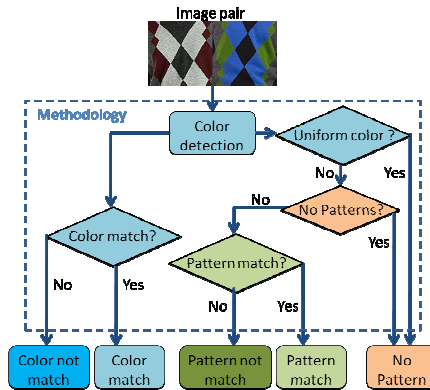 Image pair
Methodology
Color
detection
Uniform color ?
No
Yes
No
No Patterns?
Color match?
Pattern match?
Yes
No
Yes
No
Yes
Color not
match
Color
match
Pattern not
match
Pattern
match
No
Pattern